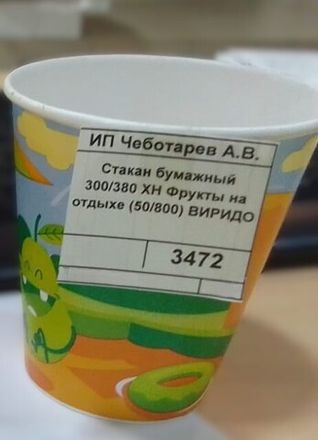 ИП Чеботарев А.В.
Стакан бумажный
300/380 ХН Фрукты на
отдыхе (50/800) ВИРИДО
3472